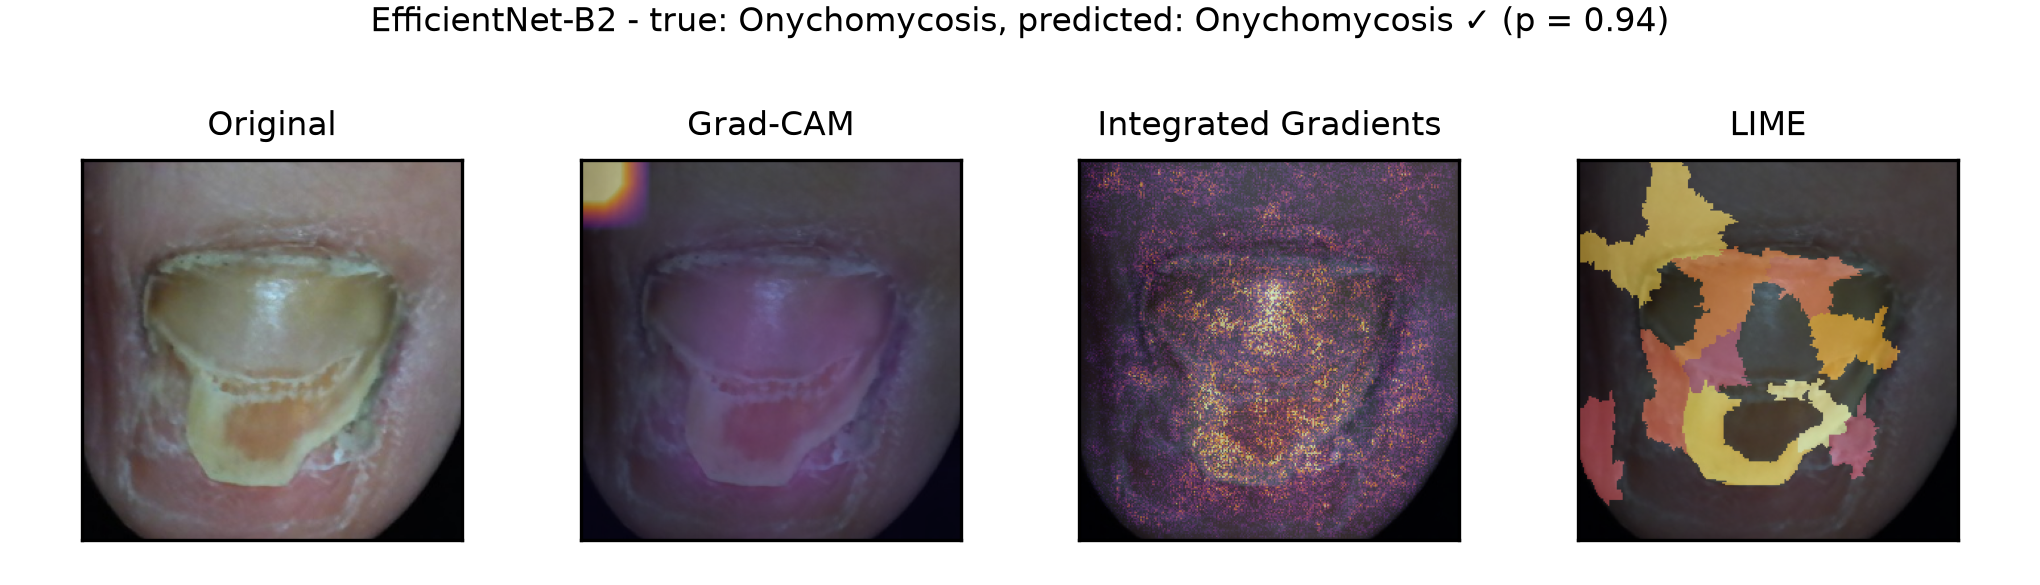 EfficientNet-B2 - true: Onychomycosis, predicted: Onychomycosis ✓ (p = 0.94)
Original
Grad-CAM
Integrated Gradients
LIME